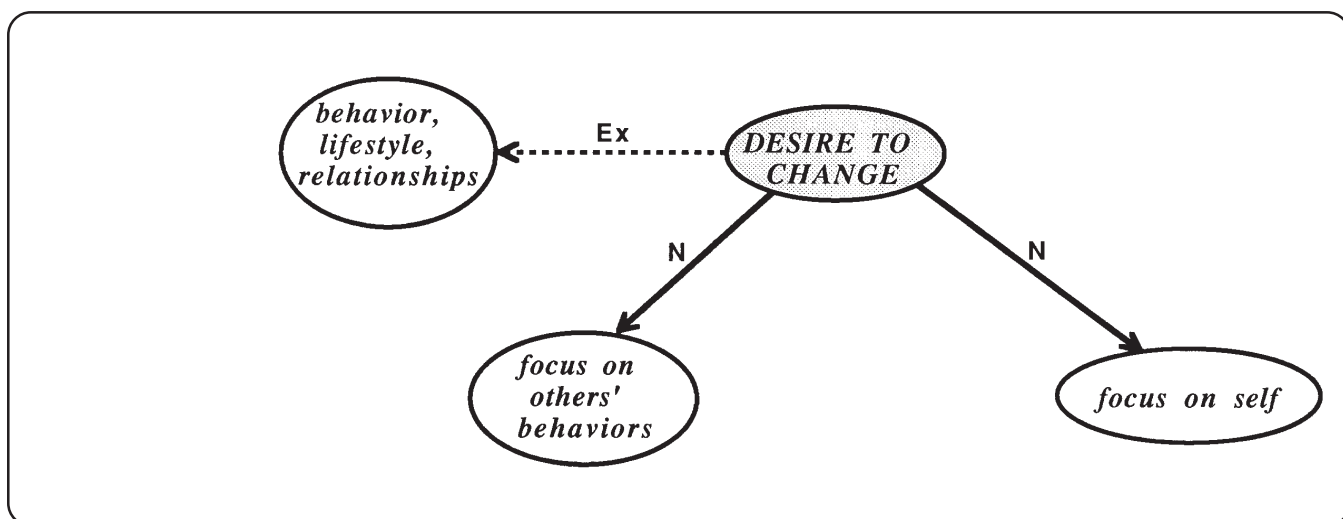 behavior,
lifestyle,
relationships
Ex
DESIRE TO
CHANGE
N
N
focus on
others'
behaviors
focus on self